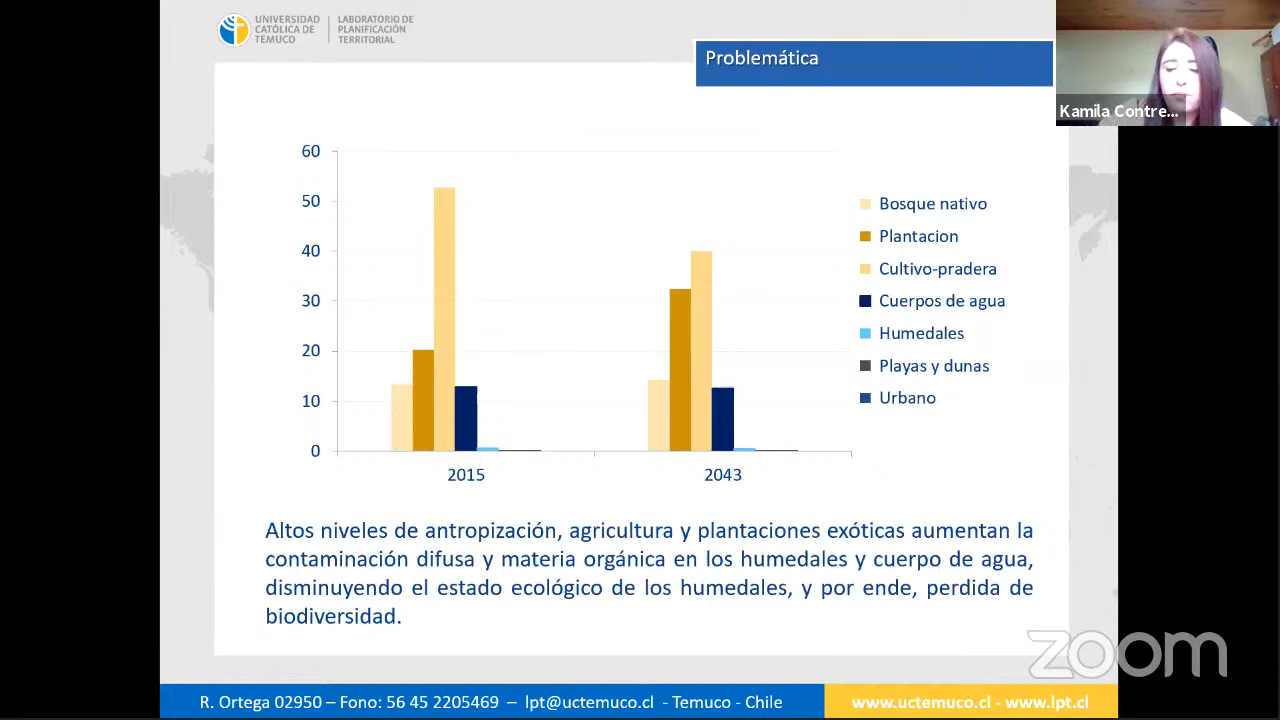 UNIVERSIDAD
CATÓLICA DE
TEMUCO
LABORATORIO DE
PLANIFICACIÓN
TERRITORIAL
Problemática
Kamila Contre...
60
50
40
30
20
10
0
2015
2043
Bosque nativo
Plantacion
Cultivo-pradera
Cuerpos de agua
Humedales
Playas y dunas
Urbano
Altos niveles de antropización, agricultura y plantaciones exóticas aumentan la
contaminación difusa y materia orgánica en los humedales y cuerpo de agua,
disminuyendo el estado ecológico de los humedales, y por ende, perdida de
biodiversidad.
zoom
R. Ortega 02950 – Fono: 56 45 2205469 – lpt@uctemuco.cl - Temuco - Chile
www.uctemuco.cl - www.lpt.cl